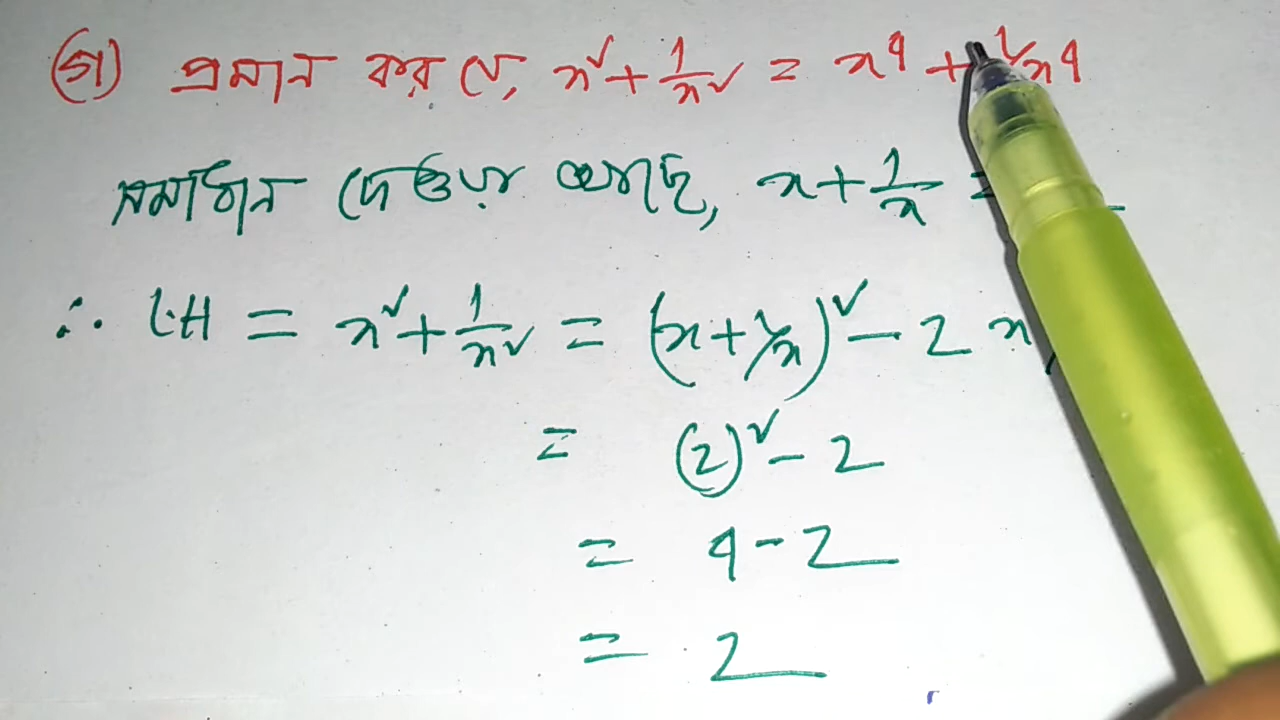 (গ) প্রমান কর যে, x² + 1/x² = x⁴ + 1/x⁴
সমাধান দেওয়া আছে, x + 1/x =
∴ L.H = x² + 1/x² = (x + 1/x)² - 2 x
= (2)² - 2
= 4 - 2
= 2